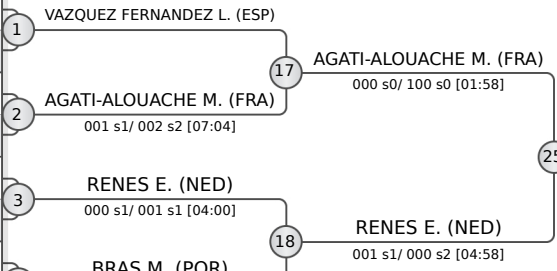 1
VAZQUEZ FERNANDEZ L. (ESP)
17
AGATI-ALOUACHE M. (FRA)
000 s0/ 100 s0 [01:58]
2
AGATI-ALOUACHE M. (FRA)
001 s1/ 002 s2 [07:04]
25
3
RENES E. (NED)
000 s1/ 001 s1 [04:00]
18
RENES E. (NED)
001 s1/ 000 s2 [04:58]
BRAS M. (POR)